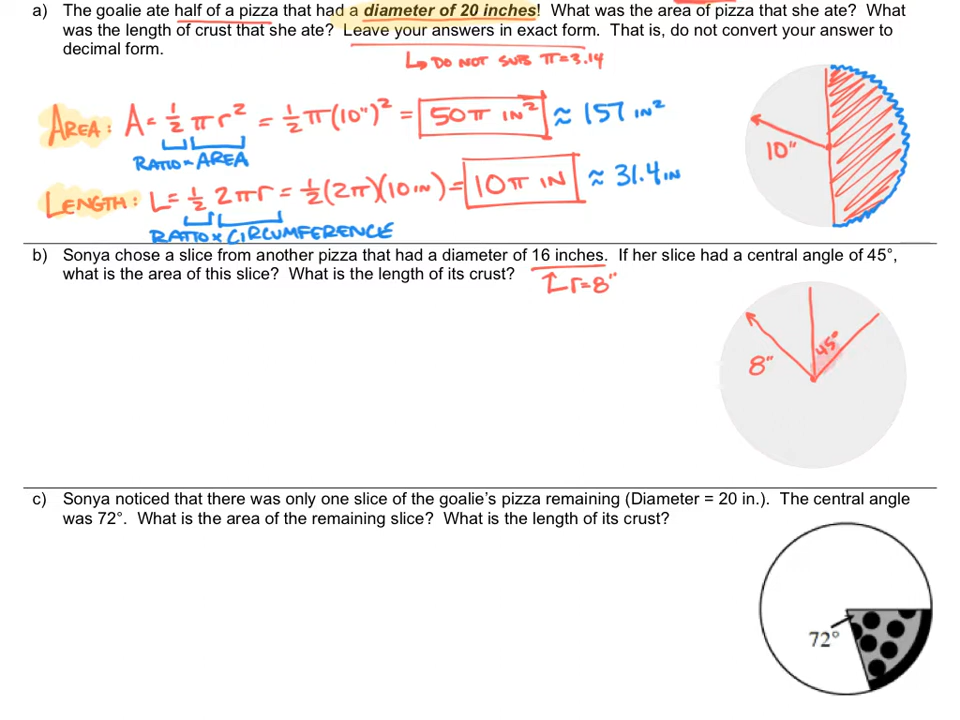 a) The goalie ate half of a pizza that had a diameter of 20 inches! What was the area of pizza that she ate? What
was the length of crust that she ate? Leave your answers in exact form. That is, do not convert your answer to
decimal form.
↳ DO NOT SUB π=3.14
AREA: A = 1/2 π r² = 1/2 π(10")² = 50π IN² ≈ 157 IN²
RATIO × AREA
10"
LENGTH: L = 1/2 2πr = 1/2 (2π)(10 IN) = 10π IN ≈ 31.4 IN
RATIO × CIRCUMFERENCE
b) Sonya chose a slice from another pizza that had a diameter of 16 inches. If her slice had a central angle of 45°,
what is the area of this slice? What is the length of its crust?
r=8"
45°
8"
c) Sonya noticed that there was only one slice of the goalie's pizza remaining (Diameter = 20 in.). The central angle
was 72°. What is the area of the remaining slice? What is the length of its crust?
72°